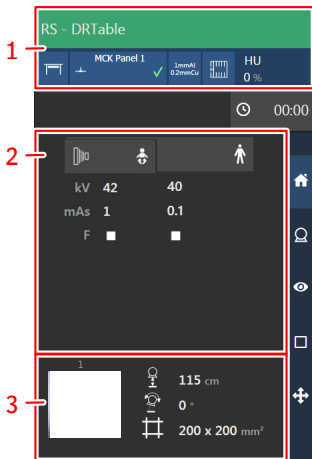 RS - DRTable
1
MCK Panel 1
1mmAl
0.2mmCu
HU
0 %
00:00
2
kV 42 40
mAs 1 0.1
F
1
115 cm
3
0 °
200 x 200 mm²